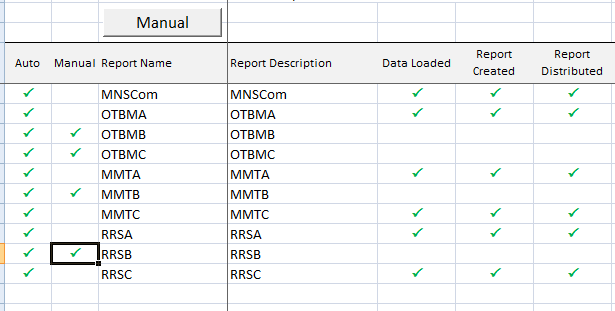 Manual
Auto Manual Report Name Report Description Data Loaded Report Created Report Distributed
✓ MNSCom MNSCom ✓ ✓ ✓
✓ OTBMA OTBMA ✓ ✓ ✓
✓ ✓ OTBMB OTBMB
✓ ✓ OTBMC OTBMC
✓ MMTA MMTA ✓ ✓ ✓
✓ ✓ MMTB MMTB
✓ MMTC MMTC ✓ ✓ ✓
✓ RRSA RRSA ✓ ✓ ✓
✓ ✓ RRSB RRSB
✓ RRSC RRSC ✓ ✓ ✓